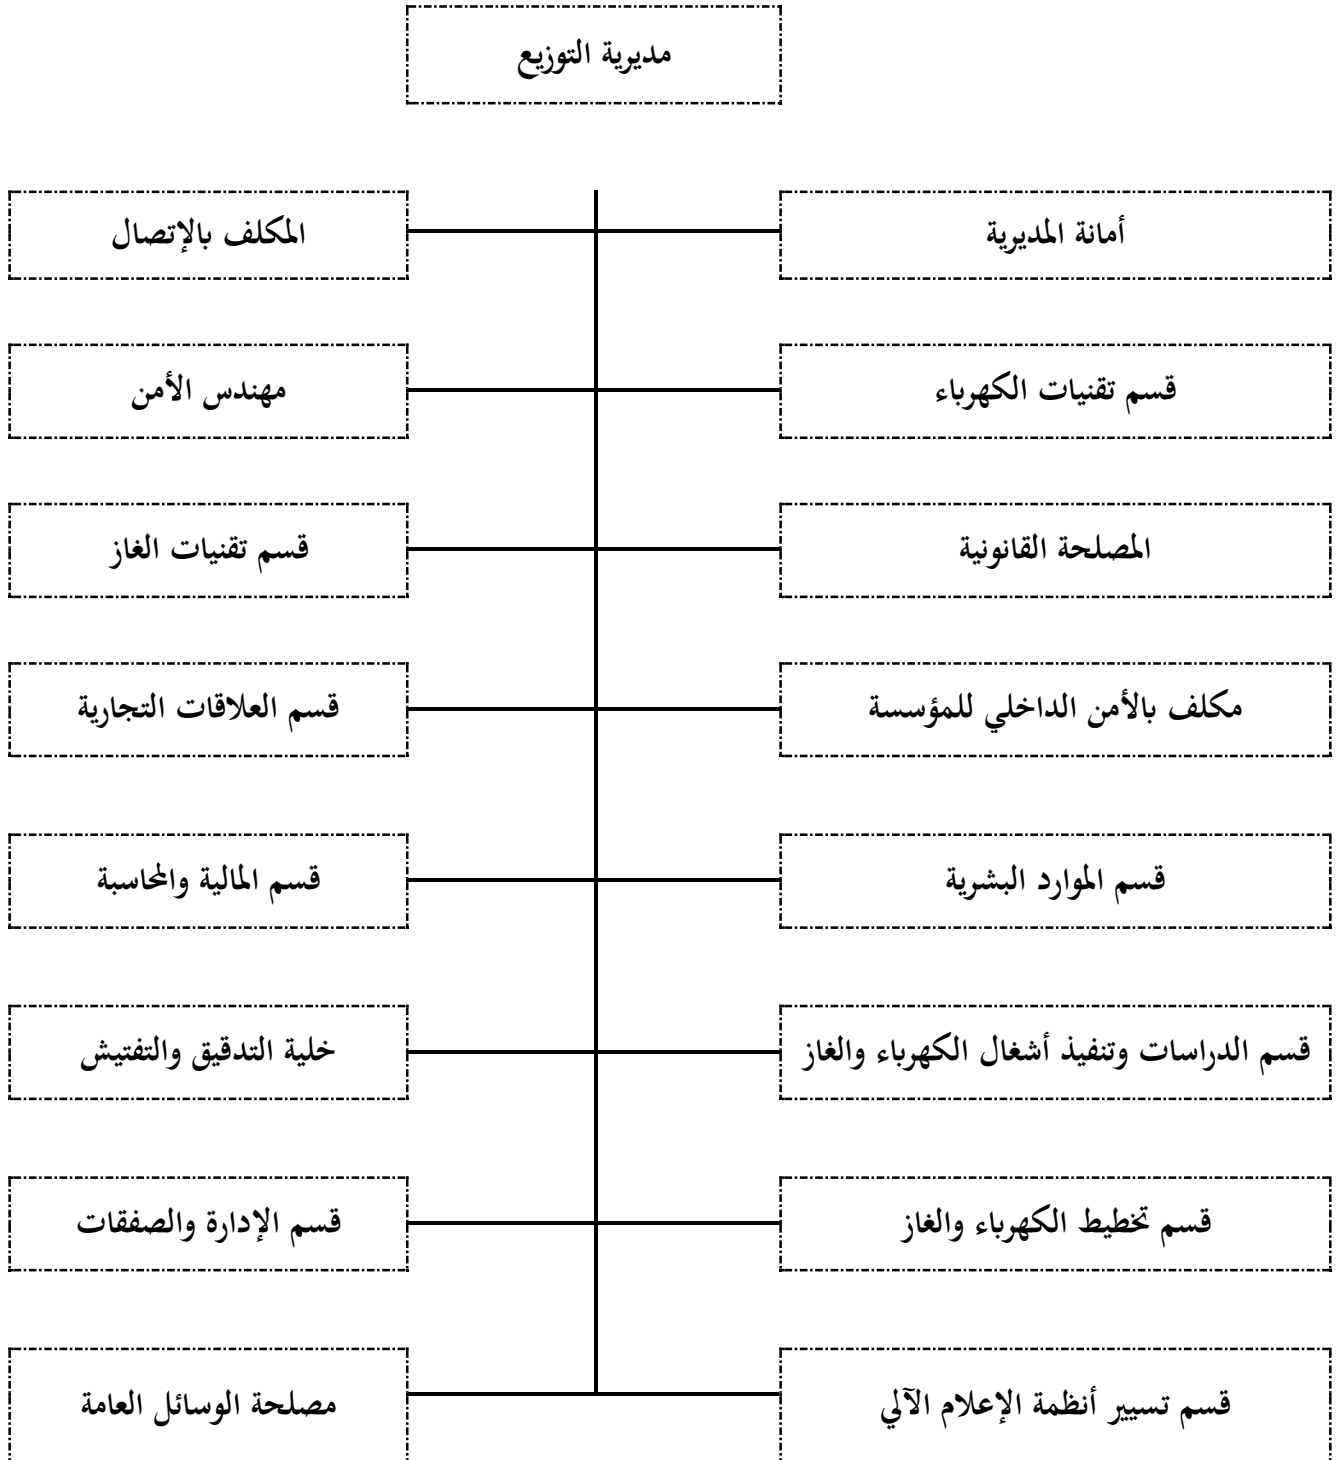 مديرية التوزيع
أمانة المديرية
المكلف بالإتصال
قسم تقنيات الكهرباء
مهندس الأمن
المصلحة القانونية
قسم تقنيات الغاز
مكلف بالأمن الداخلي للمؤسسة
قسم العلاقات التجارية
قسم الموارد البشرية
قسم المالية والمحاسبة
قسم الدراسات وتنفيذ أشغال الكهرباء والغاز
خلية التدقيق والتفتيش
قسم تخطيط الكهرباء والغاز
قسم الإدارة والصفقات
قسم تسيير أنظمة الإعلام الآلي
مصلحة الوسائل العامة